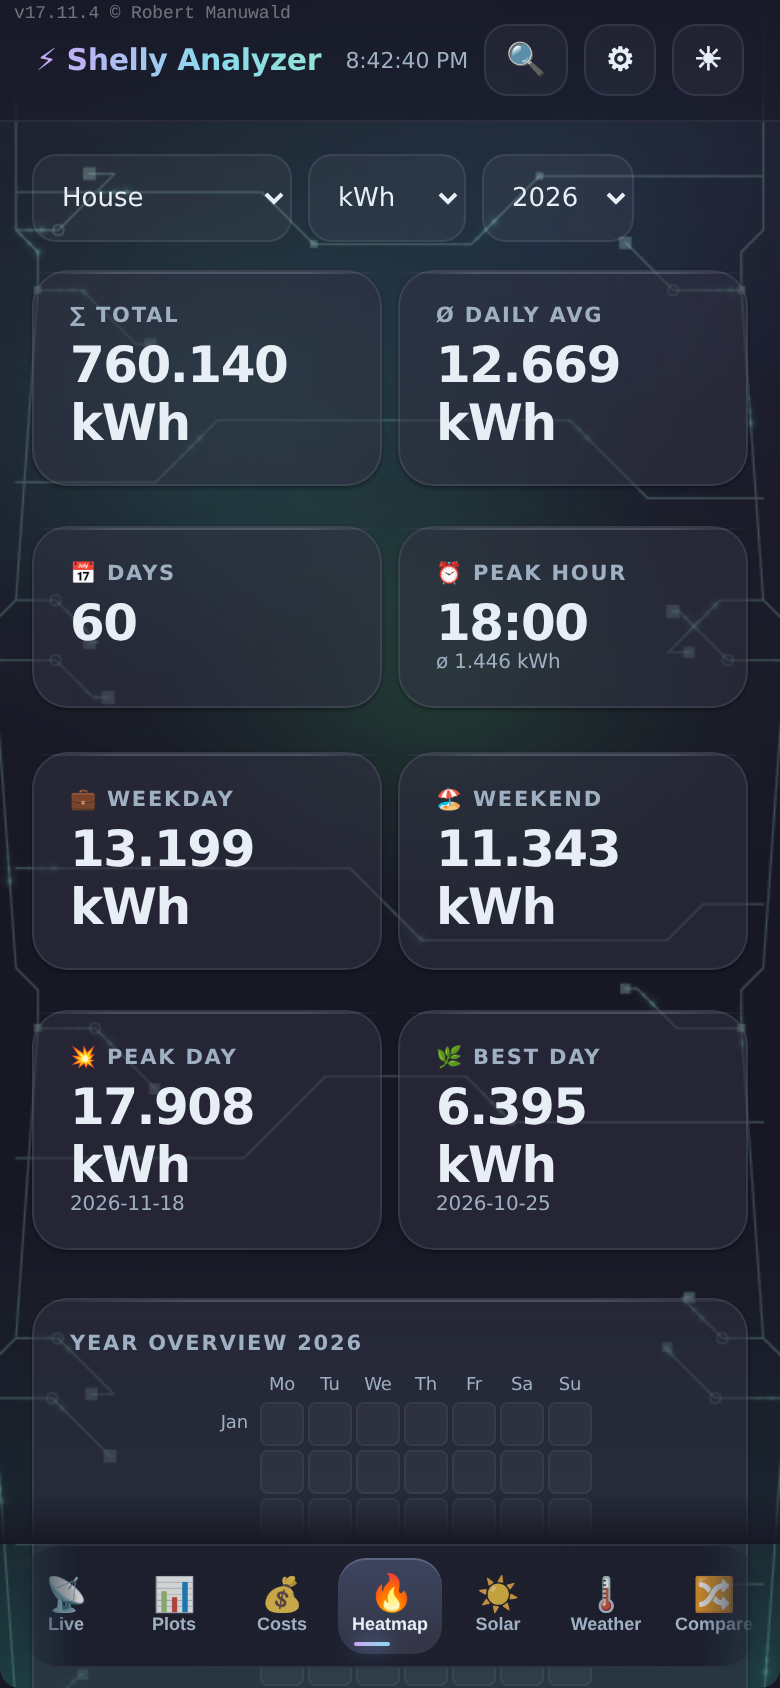 v17.11.4 © Robert Manuwald
⚡ Shelly Analyzer 8:42:40 PM
House kWh 2026
∑ TOTAL
760.140
kWh
Ø DAILY AVG
12.669
kWh
DAYS
60
PEAK HOUR
18:00
ø 1.446 kWh
WEEKDAY
13.199
kWh
WEEKEND
11.343
kWh
PEAK DAY
17.908
kWh
2026-11-18
BEST DAY
6.395
kWh
2026-10-25
YEAR OVERVIEW 2026
Mo Tu We Th Fr Sa Su
Jan
Live Plots Costs Heatmap Solar Weather Compare